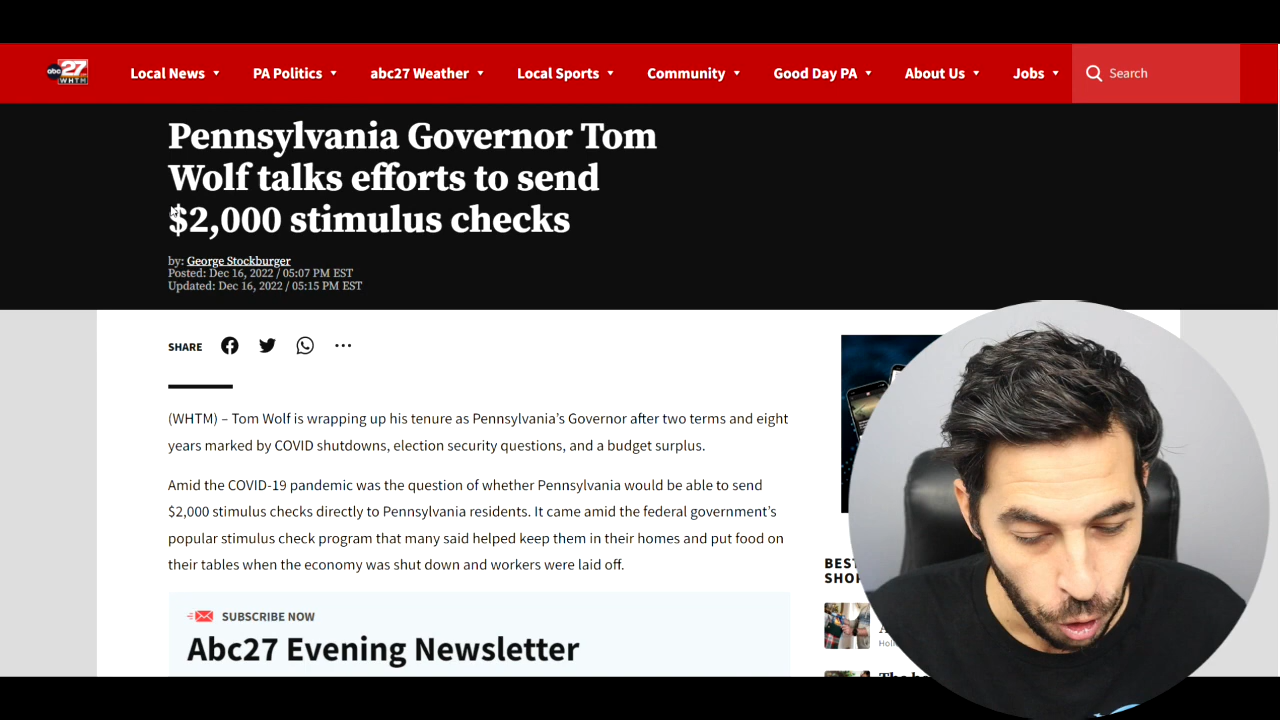 abc 27
WHTM
Local News
PA Politics
abc27 Weather
Local Sports
Community
Good Day PA
About Us
Jobs
Search
Pennsylvania Governor Tom
Wolf talks efforts to send
$2,000 stimulus checks
by: George Stockburger
Posted: Dec 16, 2022 / 05:07 PM EST
Updated: Dec 16, 2022 / 05:15 PM EST
SHARE
(WHTM) – Tom Wolf is wrapping up his tenure as Pennsylvania’s Governor after two terms and eight
years marked by COVID shutdowns, election security questions, and a budget surplus.
Amid the COVID-19 pandemic was the question of whether Pennsylvania would be able to send
$2,000 stimulus checks directly to Pennsylvania residents. It came amid the federal government’s
popular stimulus check program that many said helped keep them in their homes and put food on
their tables when the economy was shut down and workers were laid off.
SUBSCRIBE NOW
Abc27 Evening Newsletter
BEST
SHOP